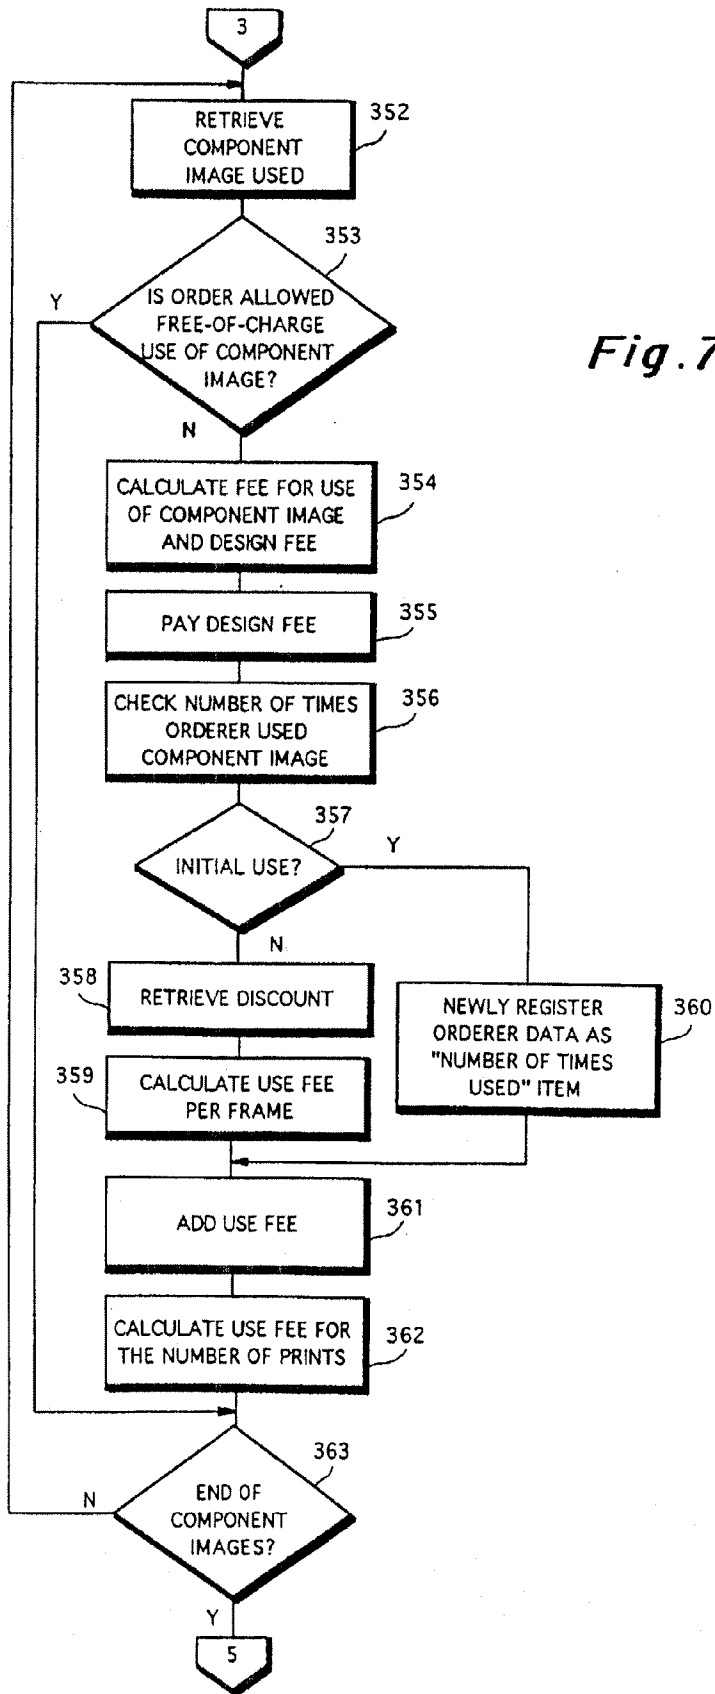 3
RETRIEVE
COMPONENT
IMAGE USED
352
353
Y
IS ORDER ALLOWED
FREE-OF-CHARGE
USE OF COMPONENT
IMAGE?
Fig. 7
N
CALCULATE FEE FOR USE
OF COMPONENT IMAGE
AND DESIGN FEE
354
PAY DESIGN FEE
355
CHECK NUMBER OF TIMES
ORDERER USED
COMPONENT IMAGE
356
357
INITIAL USE?
Y
N
358
RETRIEVE DISCOUNT
NEWLY REGISTER
ORDERER DATA AS
"NUMBER OF TIMES
USED" ITEM
360
359
CALCULATE USE FEE
PER FRAME
ADD USE FEE
361
CALCULATE USE FEE FOR
THE NUMBER OF PRINTS
362
363
N
END OF
COMPONENT
IMAGES?
Y
5